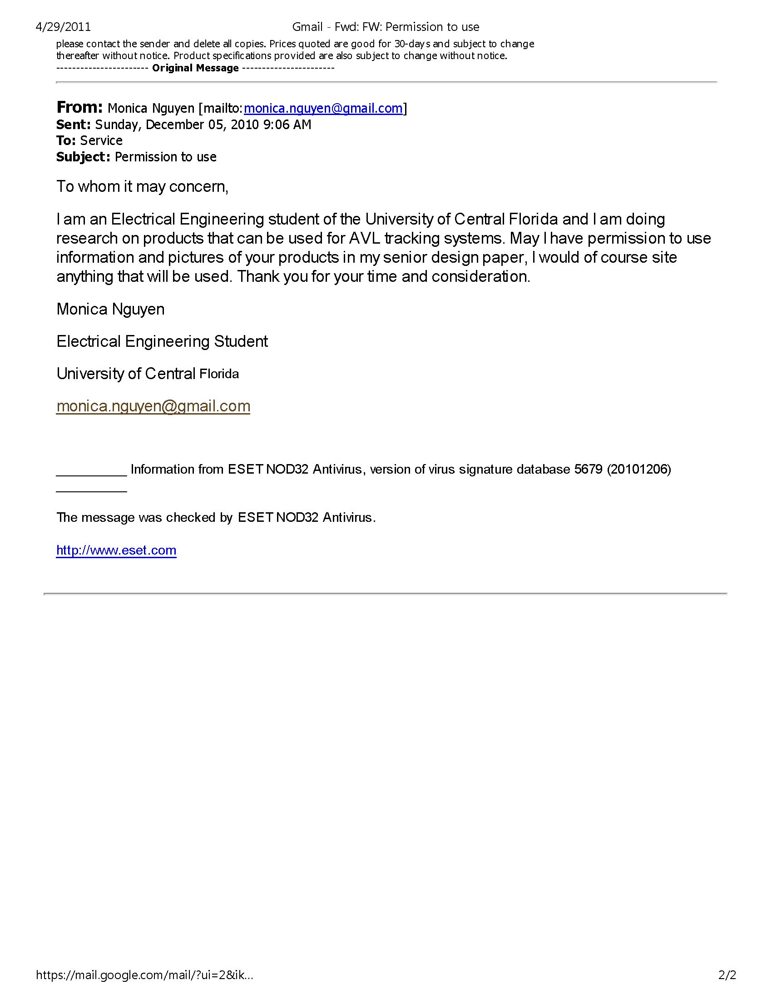 4/29/2011 Gmail - Fwd: FW: Permission to use
please contact the sender and delete all copies. Prices quoted are good for 30-days and subject to change
thereafter without notice. Product specifications provided are also subject to change without notice.
----------------------- Original Message -----------------------
From: Monica Nguyen [mailto:monica.nguyen@gmail.com]
Sent: Sunday, December 05, 2010 9:06 AM
To: Service
Subject: Permission to use
To whom it may concern,
I am an Electrical Engineering student of the University of Central Florida and I am doing
research on products that can be used for AVL tracking systems. May I have permission to use
information and pictures of your products in my senior design paper, I would of course site
anything that will be used. Thank you for your time and consideration.
Monica Nguyen
Electrical Engineering Student
University of Central Florida
monica.nguyen@gmail.com
__________ Information from ESET NOD32 Antivirus, version of virus signature database 5679 (20101206)
__________
The message was checked by ESET NOD32 Antivirus.
http://www.eset.com
https://mail.google.com/mail/?ui=2&ik... 2/2